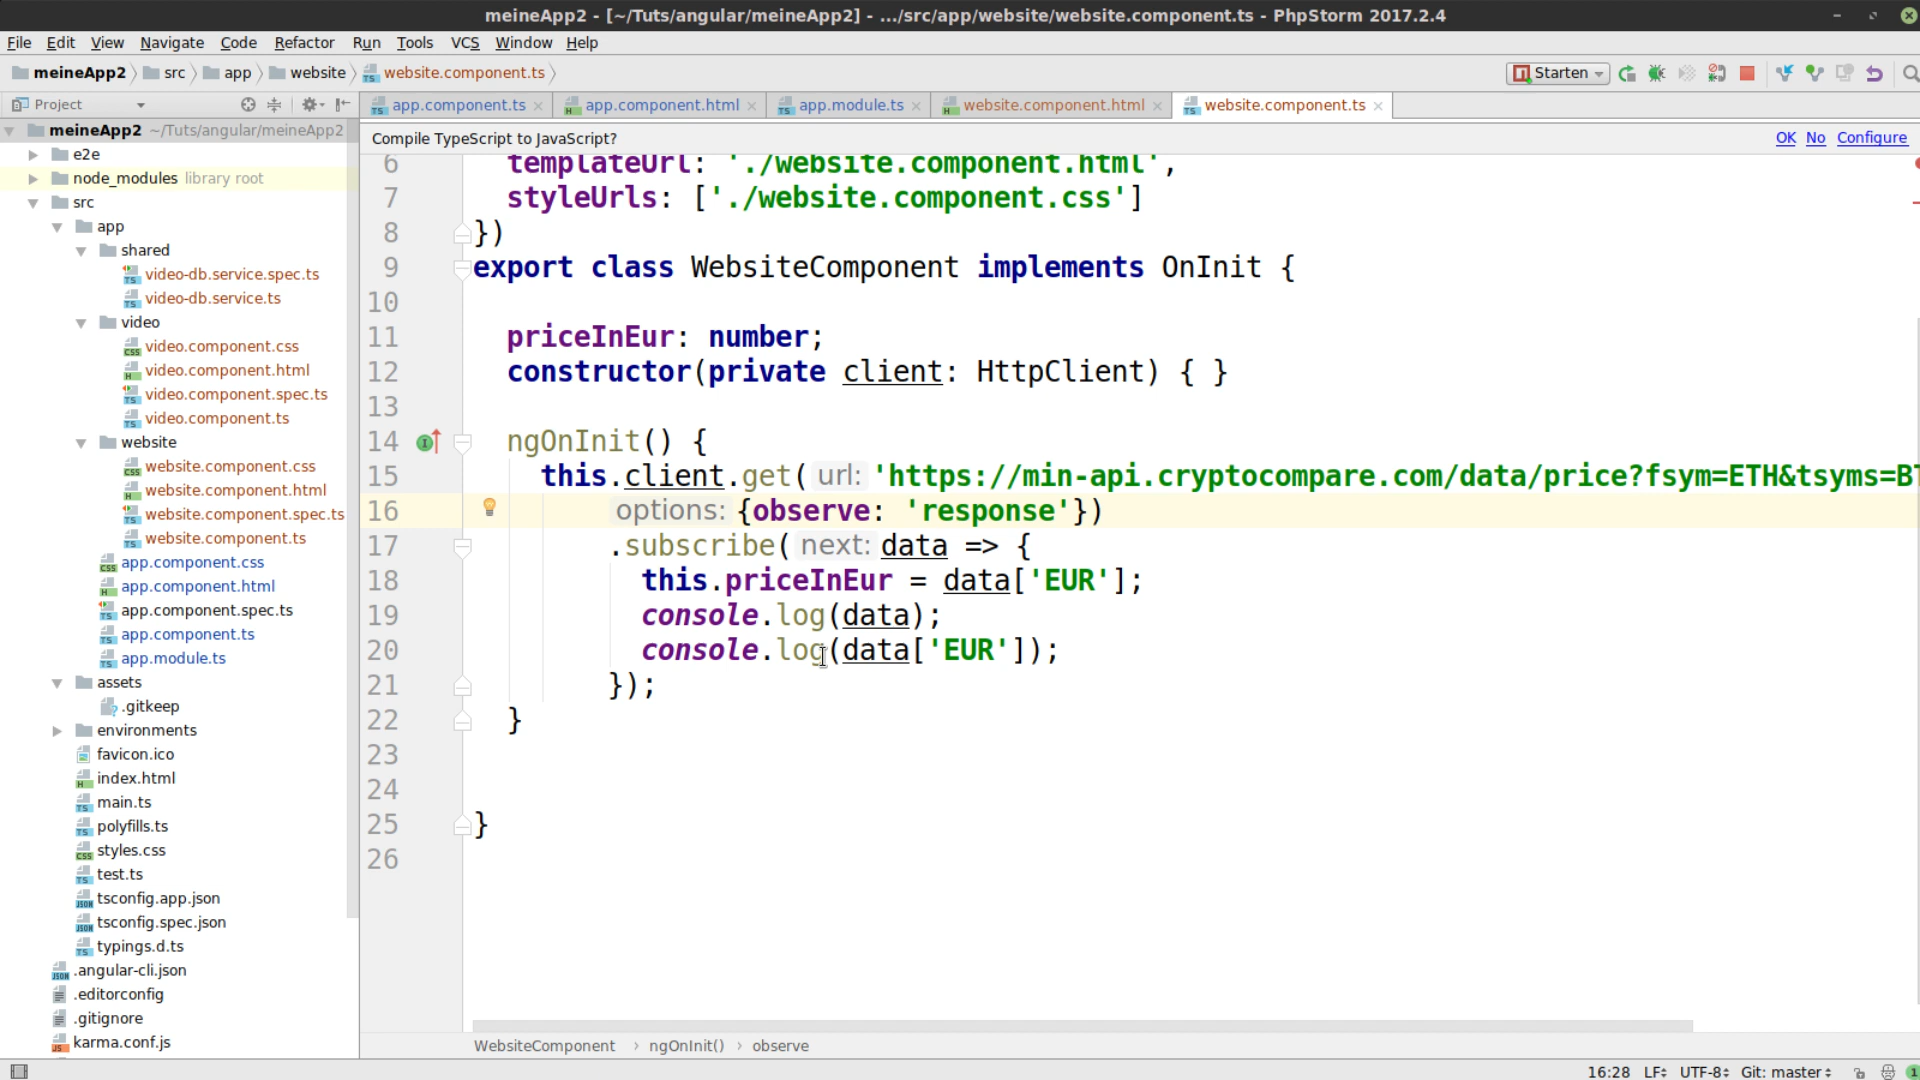 meineApp2 - [~/Tuts/angular/meineApp2] - .../src/app/website/website.component.ts - PhpStorm 2017.2.4
File Edit View Navigate Code Refactor Run Tools VCS Window Help
meineApp2 src app website website.component.ts Starten
Project app.component.ts app.component.html app.module.ts website.component.html website.component.ts
Compile TypeScript to JavaScript? OK No Configure
meineApp2 ~/Tuts/angular/meineApp2
e2e
node_modules library root
src
app
shared
video-db.service.spec.ts
video-db.service.ts
video
video.component.css
video.component.html
video.component.spec.ts
video.component.ts
website
website.component.css
website.component.html
website.component.spec.ts
website.component.ts
app.component.css
app.component.html
app.component.spec.ts
app.component.ts
app.module.ts
assets
.gitkeep
environments
favicon.ico
index.html
main.ts
polyfills.ts
styles.css
test.ts
tsconfig.app.json
tsconfig.spec.json
typings.d.ts
.angular-cli.json
.editorconfig
.gitignore
karma.conf.js
6 templateUrl: './website.component.html',
7 styleUrls: ['./website.component.css']
8 })
9 export class WebsiteComponent implements OnInit {
10
11 priceInEur: number;
12 constructor(private client: HttpClient) { }
13
14 ngOnInit() {
15 this.client.get( url: 'https://min-api.cryptocompare.com/data/price?fsym=ETH&tsyms=BT
16 options: {observe: 'response'})
17 .subscribe( next: data => {
18 this.priceInEur = data['EUR'];
19 console.log(data);
20 console.log(data['EUR']);
21 });
22 }
23
24
25 }
26
WebsiteComponent › ngOnInit() › observe
16:28 LF÷ UTF-8÷ Git: master÷ 1